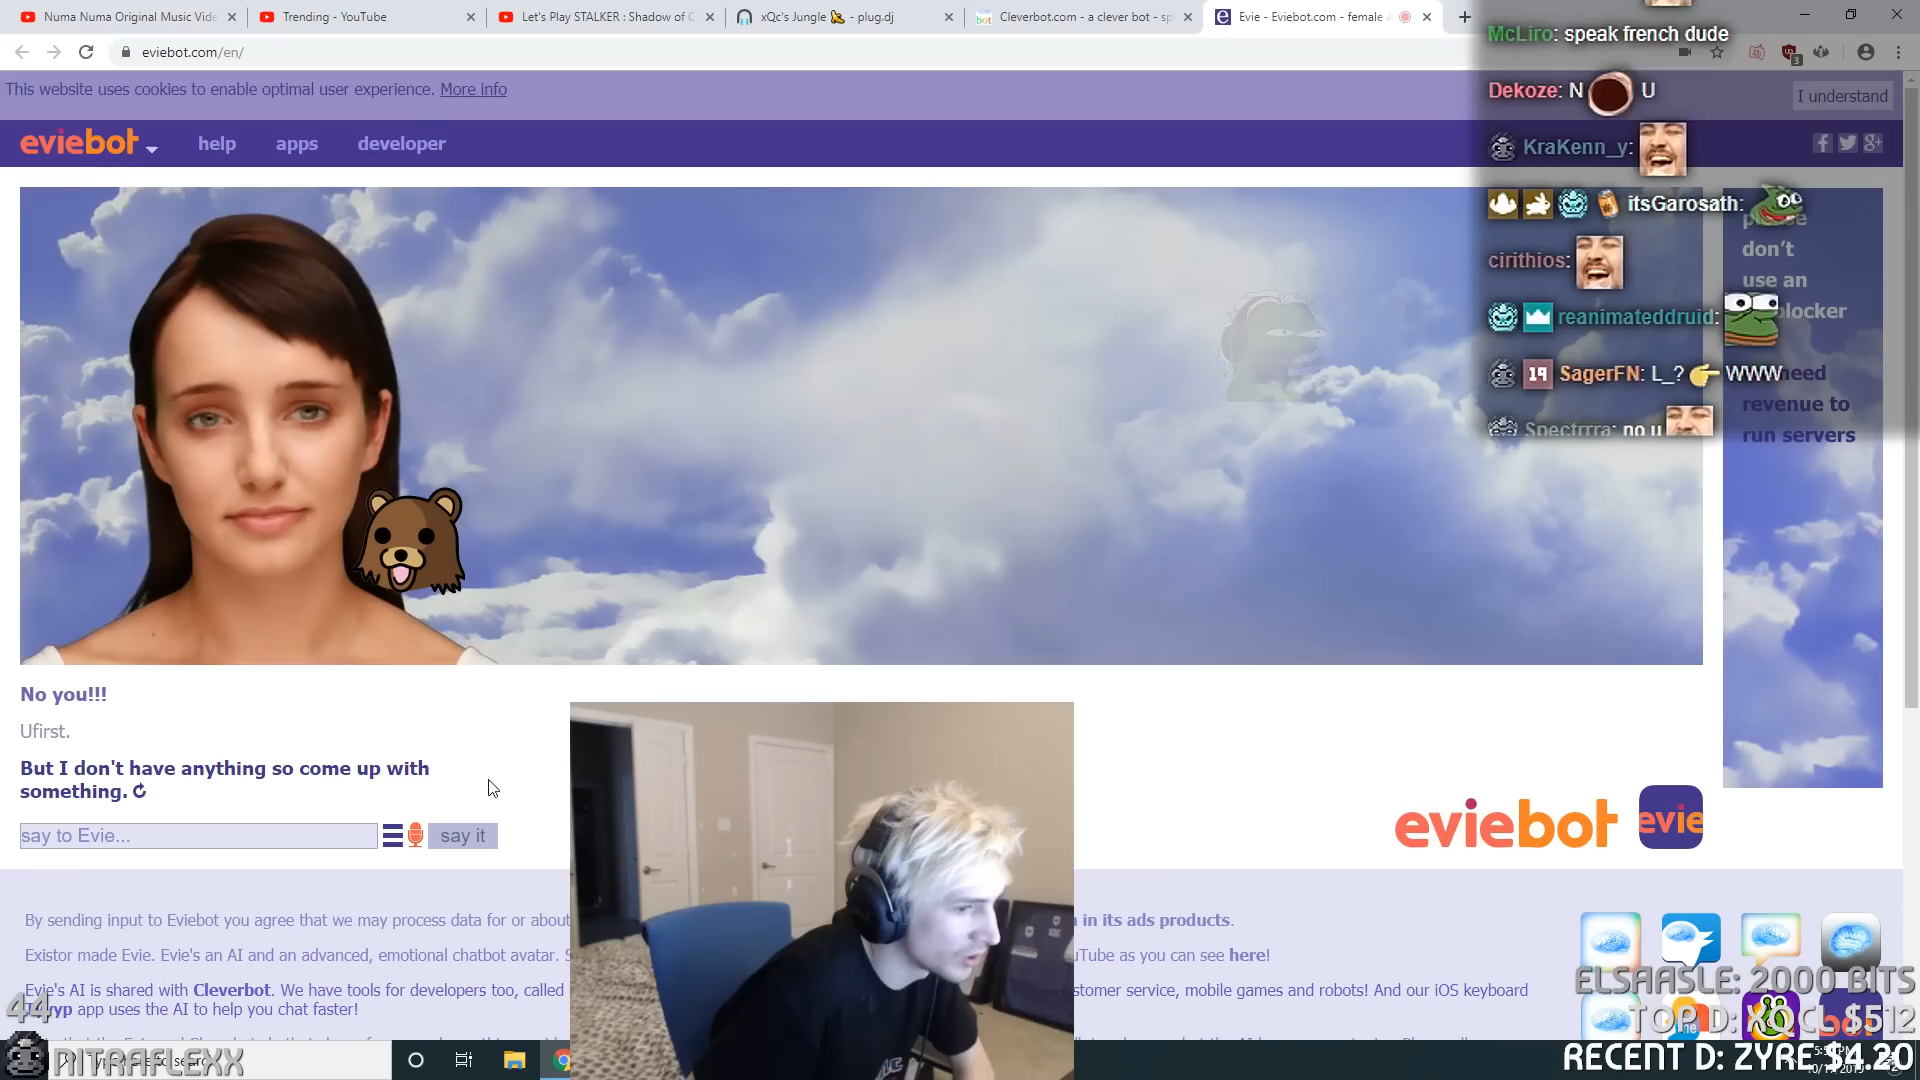 Numa Numa Original Music Vide
Trending - YouTube
Let's Play STALKER : Shadow of C
xQc's Jungle - plug.dj
Cleverbot.com - a clever bot - sp
Evie - Eviebot.com - female A
eviebot.com/en/
This website uses cookies to enable optimal user experience. More info
I understand
eviebot
help
apps
developer
McLiro: speak french dude
Dekoze: N U
KraKenn_y:
itsGarosath:
cirithios:
reanimateddruid:
19 SagerFN: L_? WWW
Spectrrra: no u
don't
use an
need
revenue to
run servers
No you!!!
Ufirst.
But I don't have anything so come up with
something.
say to Evie...
say it
eviebot
evie
By sending input to Eviebot you agree that we may process data for or about
in its ads products.
Existor made Evie. Evie's an AI and an advanced, emotional chatbot avatar.
uTube as you can see here!
Evie's AI is shared with Cleverbot. We have tools for developers too, called
stomer service, mobile games and robots! And our iOS keyboard
app uses the AI to help you chat faster!
44
NITRAFLEXX
ELSAASLE: 2000 BITS
TOP D: XQCL $512
RECENT D: ZYRE $4.20